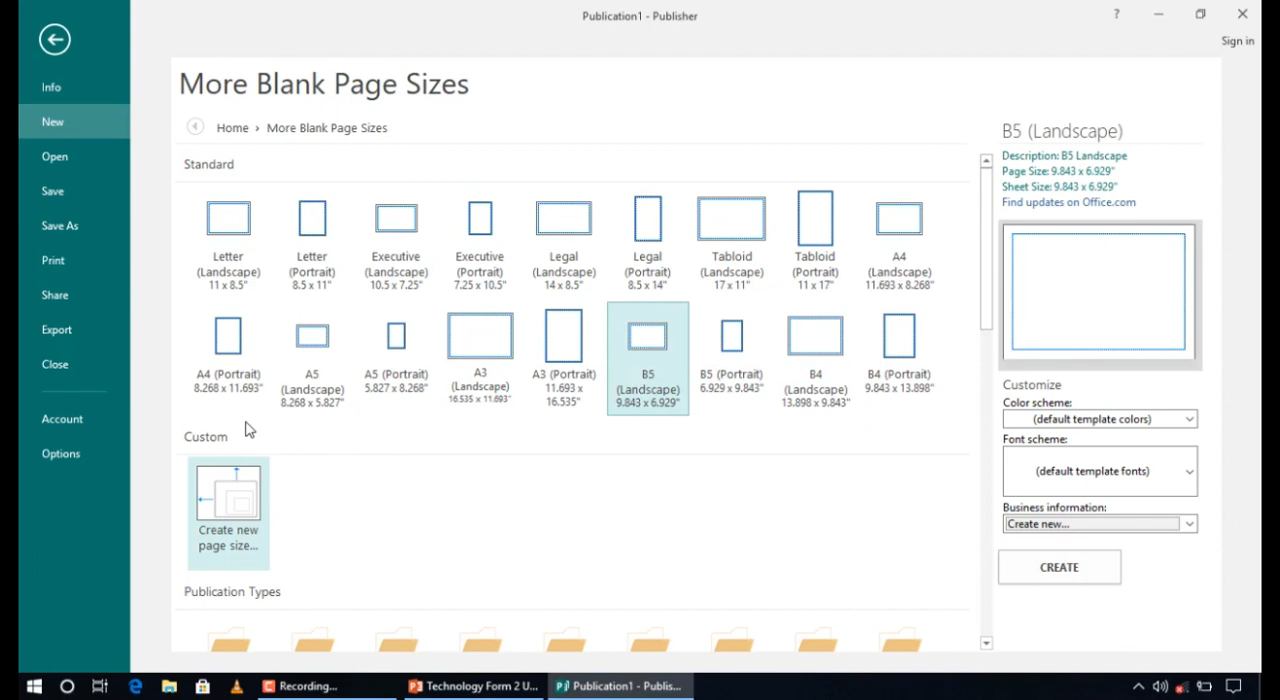 Publication1 - Publisher
?
Sign in
Info
New
Open
Save
Save As
Print
Share
Export
Close
Account
Options
More Blank Page Sizes
Home › More Blank Page Sizes
Standard
Letter (Landscape) 11 x 8.5"
Letter (Portrait) 8.5 x 11"
Executive (Landscape) 10.5 x 7.25"
Executive (Portrait) 7.25 x 10.5"
Legal (Landscape) 14 x 8.5"
Legal (Portrait) 8.5 x 14"
Tabloid (Landscape) 17 x 11"
Tabloid (Portrait) 11 x 17"
A4 (Landscape) 11.693 x 8.268"
A4 (Portrait) 8.268 x 11.693"
A5 (Landscape) 8.268 x 5.827"
A5 (Portrait) 5.827 x 8.268"
A3 (Landscape) 16.535 x 11.693"
A3 (Portrait) 11.693 x 16.535"
B5 (Landscape) 9.843 x 6.929"
B5 (Portrait) 6.929 x 9.843"
B4 (Landscape) 13.898 x 9.843"
B4 (Portrait) 9.843 x 13.898"
Custom
Create new page size...
Publication Types
B5 (Landscape)
Description: B5 Landscape
Page Size: 9.843 x 6.929"
Sheet Size: 9.843 x 6.929"
Find updates on Office.com
Customize
Color scheme:
(default template colors)
Font scheme:
(default template fonts)
Business information:
Create new...
CREATE
Recording...
Technology Form 2 U...
Publication1 - Publis...